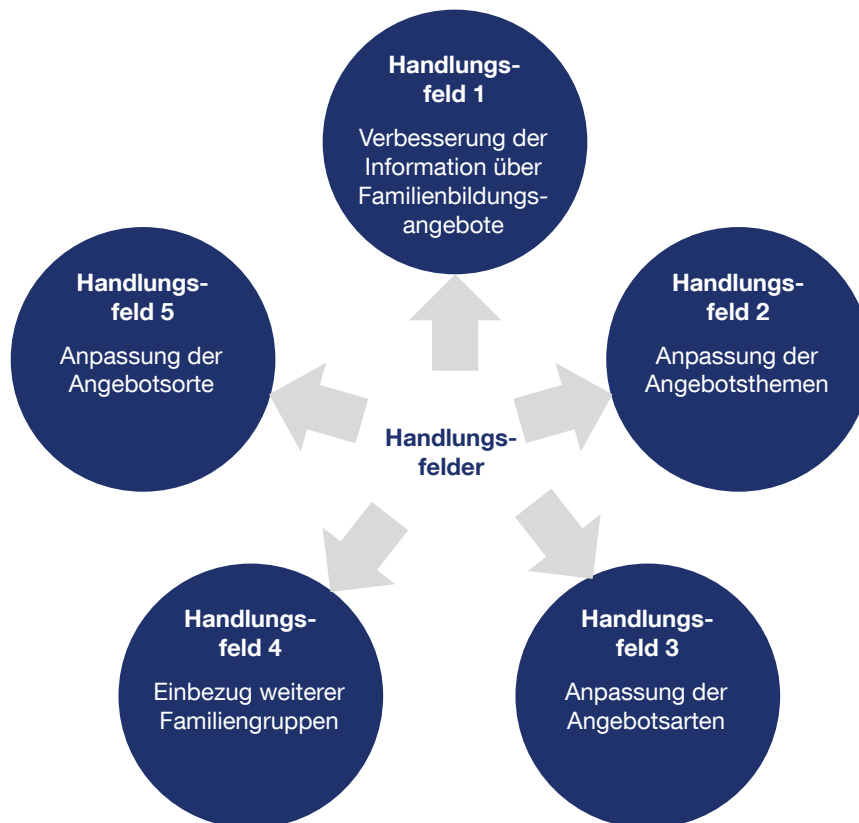 Handlungs-
feld 1
Verbesserung der
Information über
Familienbildungs-
angebote
Handlungs-
feld 5
Anpassung der
Angebotsorte
Handlungs-
feld 2
Anpassung der
Angebotsthemen
Handlungs-
felder
Handlungs-
feld 4
Einbezug weiterer
Familiengruppen
Handlungs-
feld 3
Anpassung der
Angebotsarten